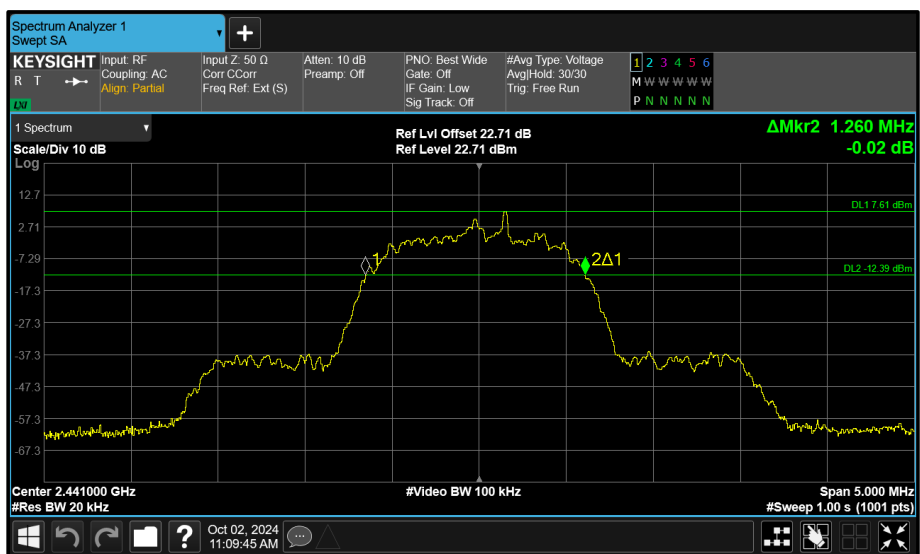 Spectrum Analyzer 1
Swept SA
+
KEYSIGHT
R T
LXI
Input: RF
Coupling: AC
Align: Partial
Input Z: 50 Ω
Corr CCorr
Freq Ref: Ext (S)
Atten: 10 dB
Preamp: Off
PNO: Best Wide
Gate: Off
IF Gain: Low
Sig Track: Off
#Avg Type: Voltage
Avg|Hold: 30/30
Trig: Free Run
1 2 3 4 5 6
M W W W W W
P N N N N N
1 Spectrum
Scale/Div 10 dB
Ref Lvl Offset 22.71 dB
Ref Level 22.71 dBm
ΔMkr2 1.260 MHz
-0.02 dB
Log
12.7
DL1 7.61 dBm
2.71
-7.29
1
2Δ1
DL2 -12.39 dBm
-17.3
-27.3
-37.3
-47.3
-57.3
-67.3
Center 2.441000 GHz
#Video BW 100 kHz
Span 5.000 MHz
#Res BW 20 kHz
#Sweep 1.00 s (1001 pts)
?
Oct 02, 2024
11:09:45 AM